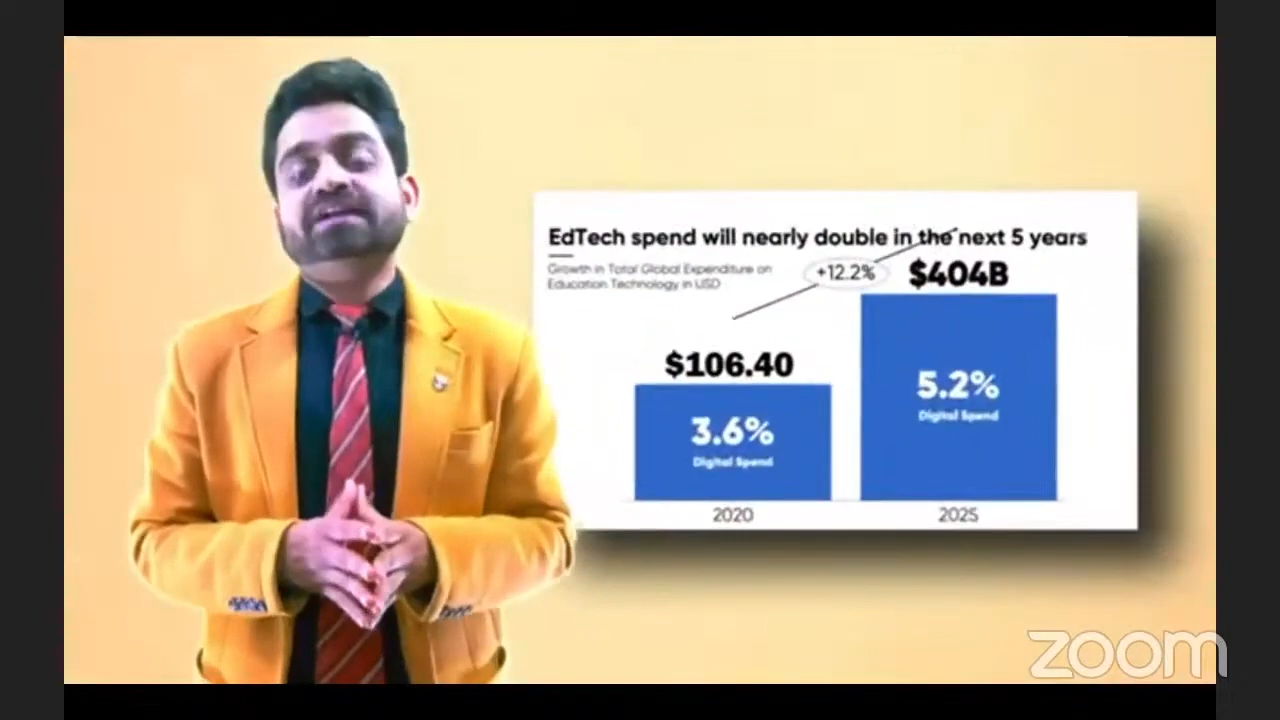 EdTech spend will nearly double in the next 5 years
Growth in Total Global Expenditure on
Education Technology in USD
+12.2%
$404B
$106.40
5.2%
Digital Spend
3.6%
Digital Spend
2020
2025
zoom